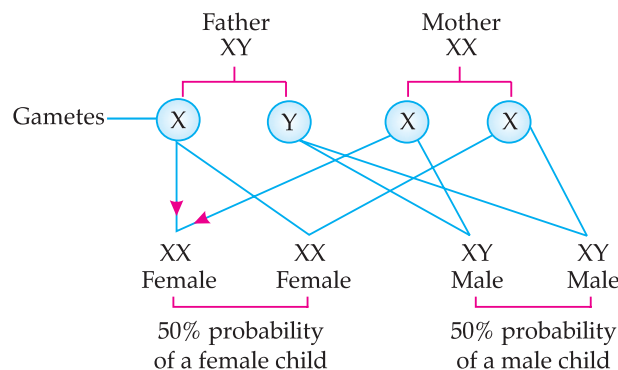 Father Mother
XY XX
Gametes X Y X X
XX XX XY XY
Female Female Male Male
50% probability 50% probability
of a female child of a male child